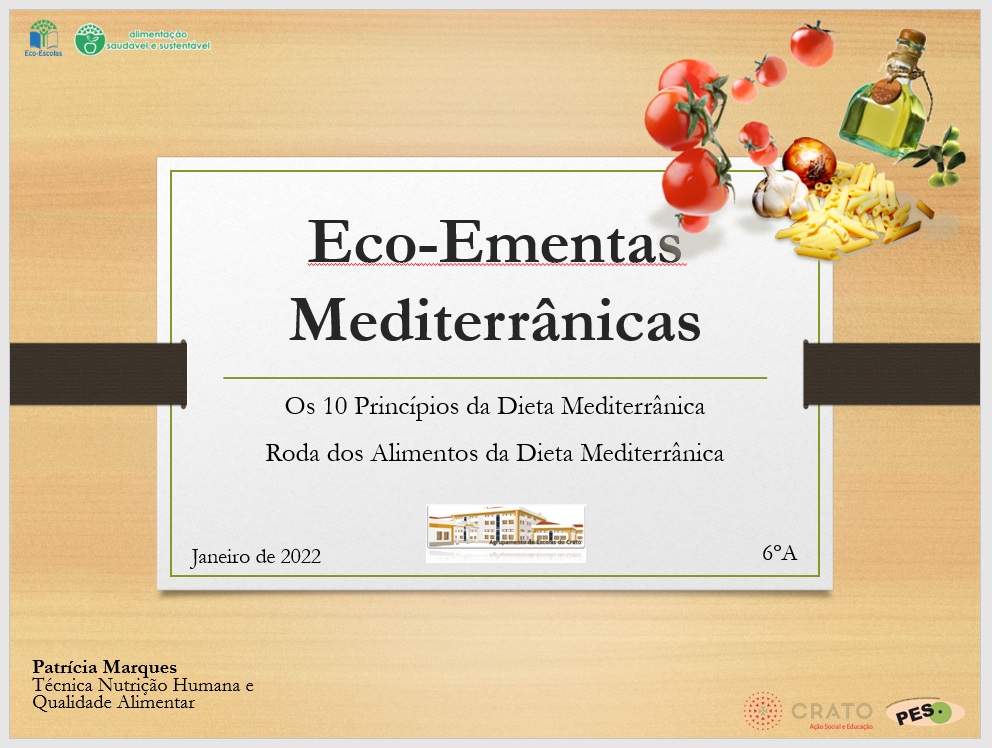 Eco-Escolas
alimentação
saudável e sustentável
Eco-Ementas
Mediterrânicas
Os 10 Princípios da Dieta Mediterrânica
Roda dos Alimentos da Dieta Mediterrânica
Agrupamento de Escolas do Crato
Janeiro de 2022
6ºA
Patrícia Marques
Técnica Nutrição Humana e
Qualidade Alimentar
CRATO
Ação Social e Educação
PES.